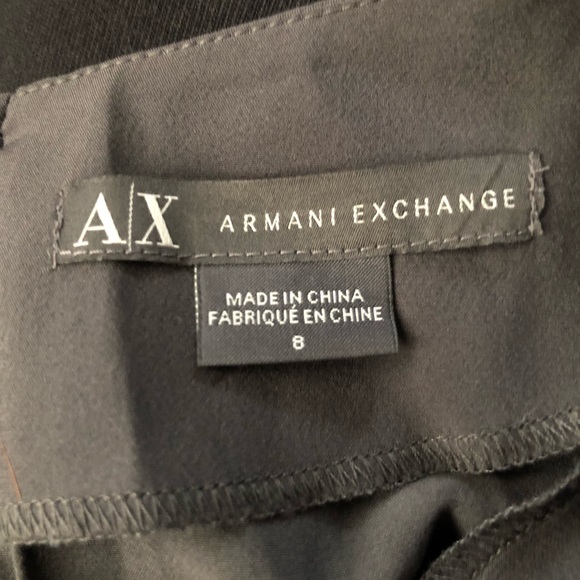 A|X ARMANI EXCHANGE
MADE IN CHINA
FABRIQUÉ EN CHINE
8